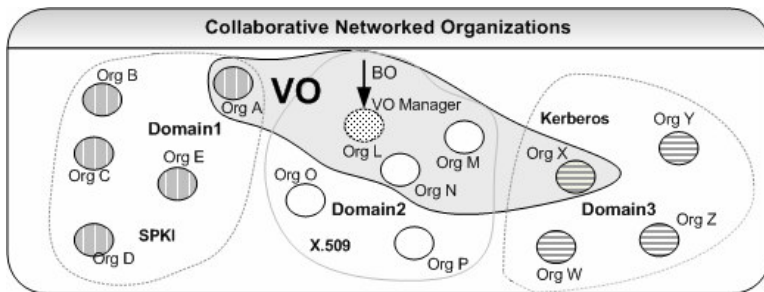 Collaborative Networked Organizations
Org B
Org A
VO
BO
VO Manager
Kerberos
Org Y
Domain1
Org L
Org M
Org X
Org C
Org E
Org N
Org O
Domain2
Domain3
Org Z
SPKI
X.509
Org D
Org P
Org W